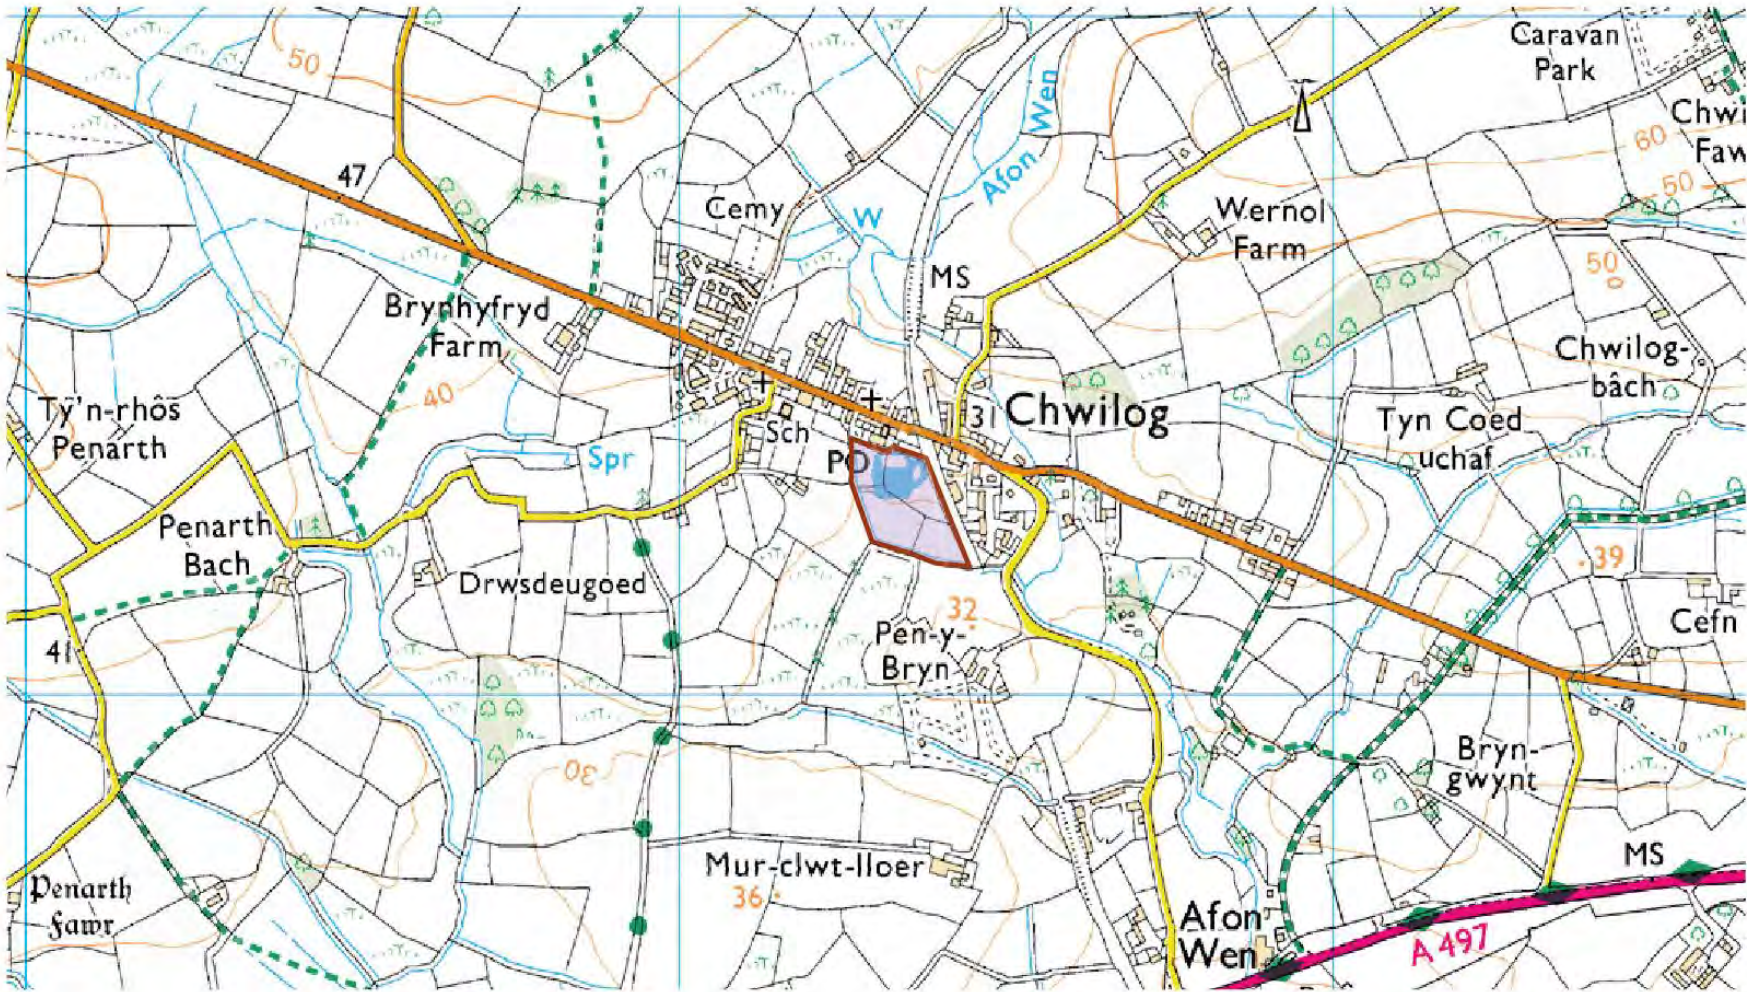 Caravan
Park
50
Afon Wen
Chwi
Faw
60
50
47
Cemy
W
Wernol
Farm
50
MS
Brynhyfryd
Farm
Chwilog-
bâch
40
Tŷ'n-rhôs
Penarth
Sch
31
Chwilog
Tyn Coed
uchaf
Spr
PO
Penarth
Bach
Drwsdeugoed
39
32
Pen-y-
Bryn
Cefn
41
30
Bryn-
gwynt
Mur-clwt-lloer
36
MS
Penarth
fawr
Afon
Wen
A 497